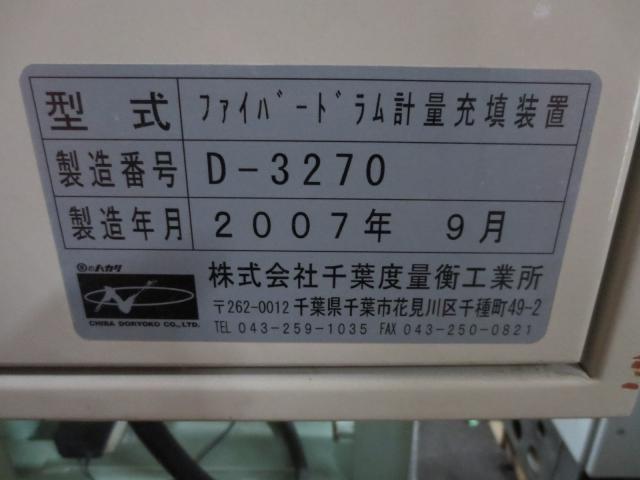 型式 ﾌｧｲﾊﾞｰﾄﾞﾗﾑ計量充填装置
製造番号 D-3270
製造年月 2007年 9月
のハカリ
CHIBA DORYOKO CO.,LTD.
株式会社千葉度量衡工業所
〒262-0012 千葉県千葉市花見川区千種町49-2
TEL 043-259-1035 FAX 043-250-0821